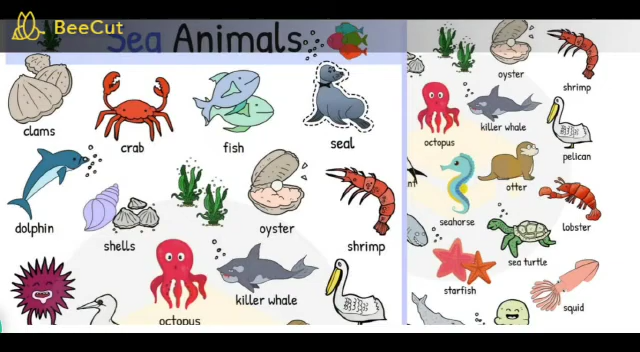 BeeCut
Sea Animals
clams
crab
fish
seal
dolphin
shells
oyster
shrimp
octopus
killer whale
oyster
shrimp
octopus
killer whale
pelican
otter
seahorse
lobster
sea turtle
starfish
squid